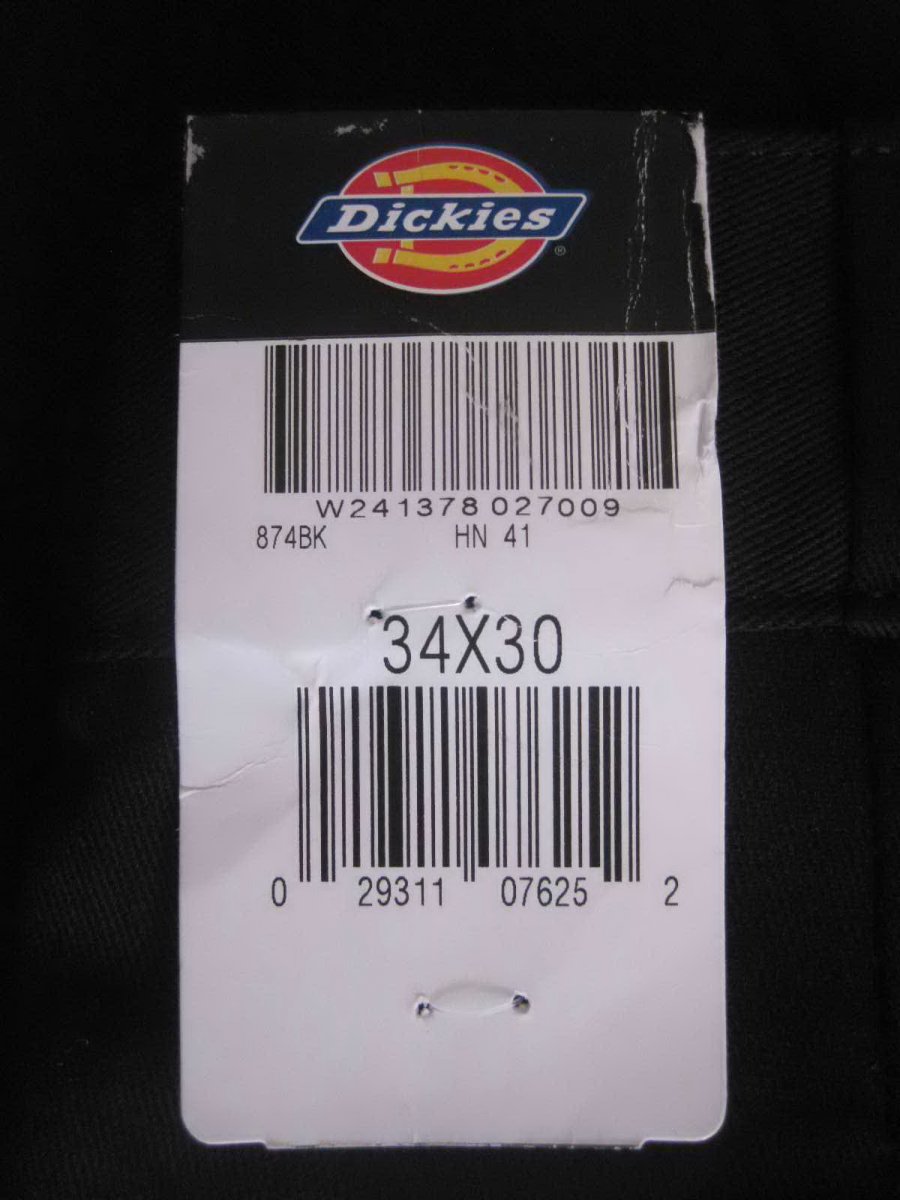 Dickies®
W241378 027009
874BK HN 41
34X30
0 29311 07625 2